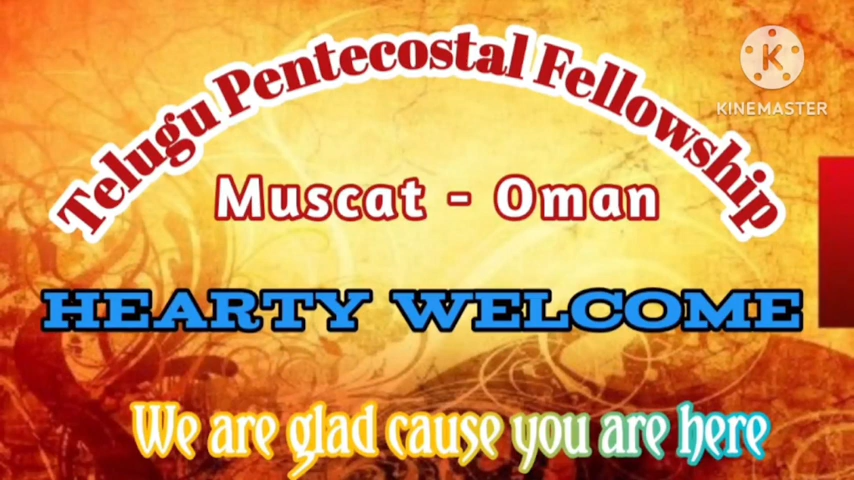 Telugu Pentecostal Fellowship
K
KINEMASTER
Muscat - Oman
HEARTY WELCOME
We are glad cause you are here